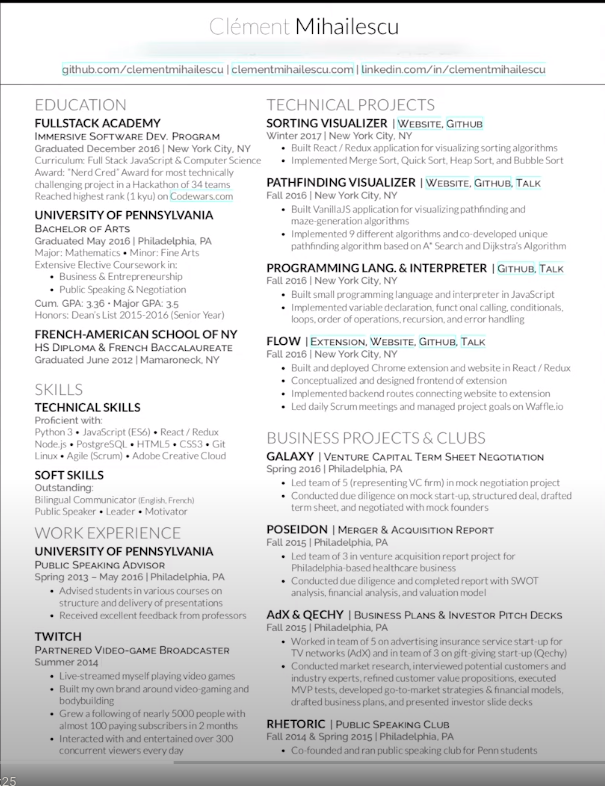 Clément Mihailescu
github.com/clementmihailescu | clementmihailescu.com | linkedin.com/in/clementmihailescu
EDUCATION
FULLSTACK ACADEMY
IMMERSIVE SOFTWARE DEV. PROGRAM
Graduated December 2016 | New York City, NY
Curriculum: Full Stack JavaScript & Computer Science
Award: "Nerd Cred" Award for most technically
challenging project in a Hackathon of 34 teams
Reached highest rank (1 kyu) on Codewars.com
UNIVERSITY OF PENNSYLVANIA
BACHELOR OF ARTS
Graduated May 2016 | Philadelphia, PA
Major: Mathematics • Minor: Fine Arts
Extensive Elective Coursework in:
• Business & Entrepreneurship
• Public Speaking & Negotiation
Cum. GPA: 3.36 • Major GPA: 3.5
Honors: Dean's List 2015-2016 (Senior Year)
FRENCH-AMERICAN SCHOOL OF NY
HS DIPLOMA & FRENCH BACCALAUREATE
Graduated June 2012 | Mamaroneck, NY
SKILLS
TECHNICAL SKILLS
Proficient with:
Python 3 • JavaScript (ES6) • React / Redux
Node.js • PostgreSQL • HTML5 • CSS3 • Git
Linux • Agile (Scrum) • Adobe Creative Cloud
SOFT SKILLS
Outstanding:
Bilingual Communicator (English, French)
Public Speaker • Leader • Motivator
WORK EXPERIENCE
UNIVERSITY OF PENNSYLVANIA
PUBLIC SPEAKING ADVISOR
Spring 2013 – May 2016 | Philadelphia, PA
• Advised students in various courses on
structure and delivery of presentations
• Received excellent feedback from professors
TWITCH
PARTNERED VIDEO-GAME BROADCASTER
Summer 2014
• Live-streamed myself playing video games
• Built my own brand around video-gaming and
bodybuilding
• Grew a following of nearly 5000 people with
almost 100 paying subscribers in 2 months
• Interacted with and entertained over 300
concurrent viewers every day
TECHNICAL PROJECTS
SORTING VISUALIZER | WEBSITE, GITHUB
Winter 2017 | New York City, NY
• Built React / Redux application for visualizing sorting algorithms
• Implemented Merge Sort, Quick Sort, Heap Sort, and Bubble Sort
PATHFINDING VISUALIZER | WEBSITE, GITHUB, TALK
Fall 2016 | New York City, NY
• Built VanillaJS application for visualizing pathfinding and
maze-generation algorithms
• Implemented 9 different algorithms and co-developed unique
pathfinding algorithm based on A* Search and Dijkstra's Algorithm
PROGRAMMING LANG. & INTERPRETER | GITHUB, TALK
Fall 2016 | New York City, NY
• Built small programming language and interpreter in JavaScript
• Implemented variable declaration, functional calling, conditionals,
loops, order of operations, recursion, and error handling
FLOW | EXTENSION, WEBSITE, GITHUB, TALK
Fall 2016 | New York City, NY
• Built and deployed Chrome extension and website in React / Redux
• Conceptualized and designed frontend of extension
• Implemented backend routes connecting website to extension
• Led daily Scrum meetings and managed project goals on Waffle.io
BUSINESS PROJECTS & CLUBS
GALAXY | VENTURE CAPITAL TERM SHEET NEGOTIATION
Spring 2016 | Philadelphia, PA
• Led team of 5 (representing VC firm) in mock negotiation project
• Conducted due diligence on mock start-up, structured deal, drafted
term sheet, and negotiated with mock founders
POSEIDON | MERGER & ACQUISITION REPORT
Fall 2015 | Philadelphia, PA
• Led team of 3 in venture acquisition report project for
Philadelphia-based healthcare business
• Conducted due diligence and completed report with SWOT
analysis, financial analysis, and valuation model
AdX & QECHY | BUSINESS PLANS & INVESTOR PITCH DECKS
Fall 2015 | Philadelphia, PA
• Worked in team of 5 on advertising insurance service start-up for
TV networks (AdX) and in team of 3 on gift-giving start-up (Qechy)
• Conducted market research, interviewed potential customers and
industry experts, refined customer value propositions, executed
MVP tests, developed go-to-market strategies & financial models,
drafted business plans, and presented investor slide decks
RHETORIC | PUBLIC SPEAKING CLUB
Fall 2014 & Spring 2015 | Philadelphia, PA
• Co-founded and ran public speaking club for Penn students
:25